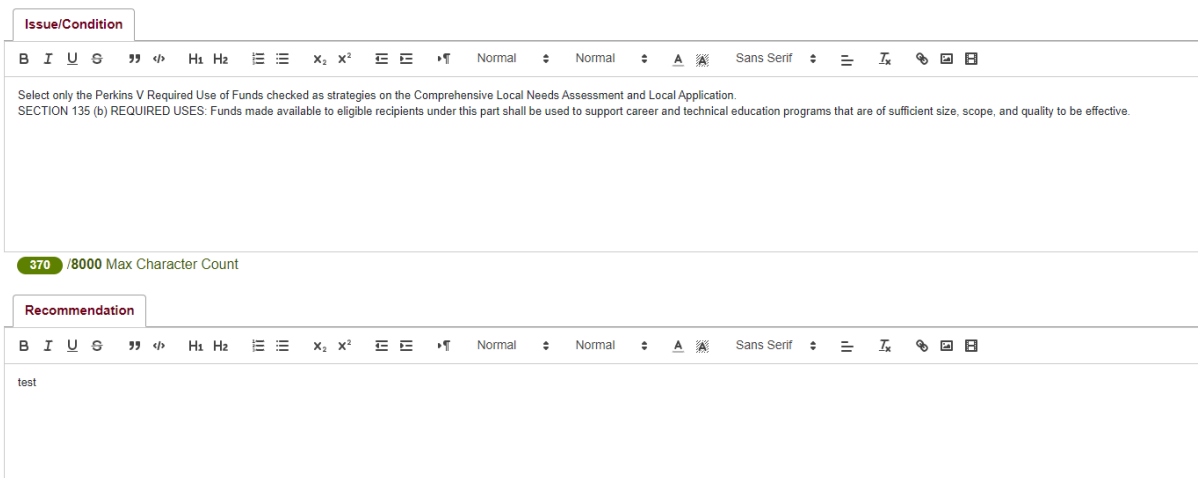 Issue/Condition
B I U S H1 H2 X2 X2 Normal Normal A A Sans Serif Tx
Select only the Perkins V Required Use of Funds checked as strategies on the Comprehensive Local Needs Assessment and Local Application.
SECTION 135 (b) REQUIRED USES: Funds made available to eligible recipients under this part shall be used to support career and technical education programs that are of sufficient size, scope, and quality to be effective.
370 /8000 Max Character Count
Recommendation
B I U S H1 H2 X2 X2 Normal Normal A A Sans Serif Tx
test